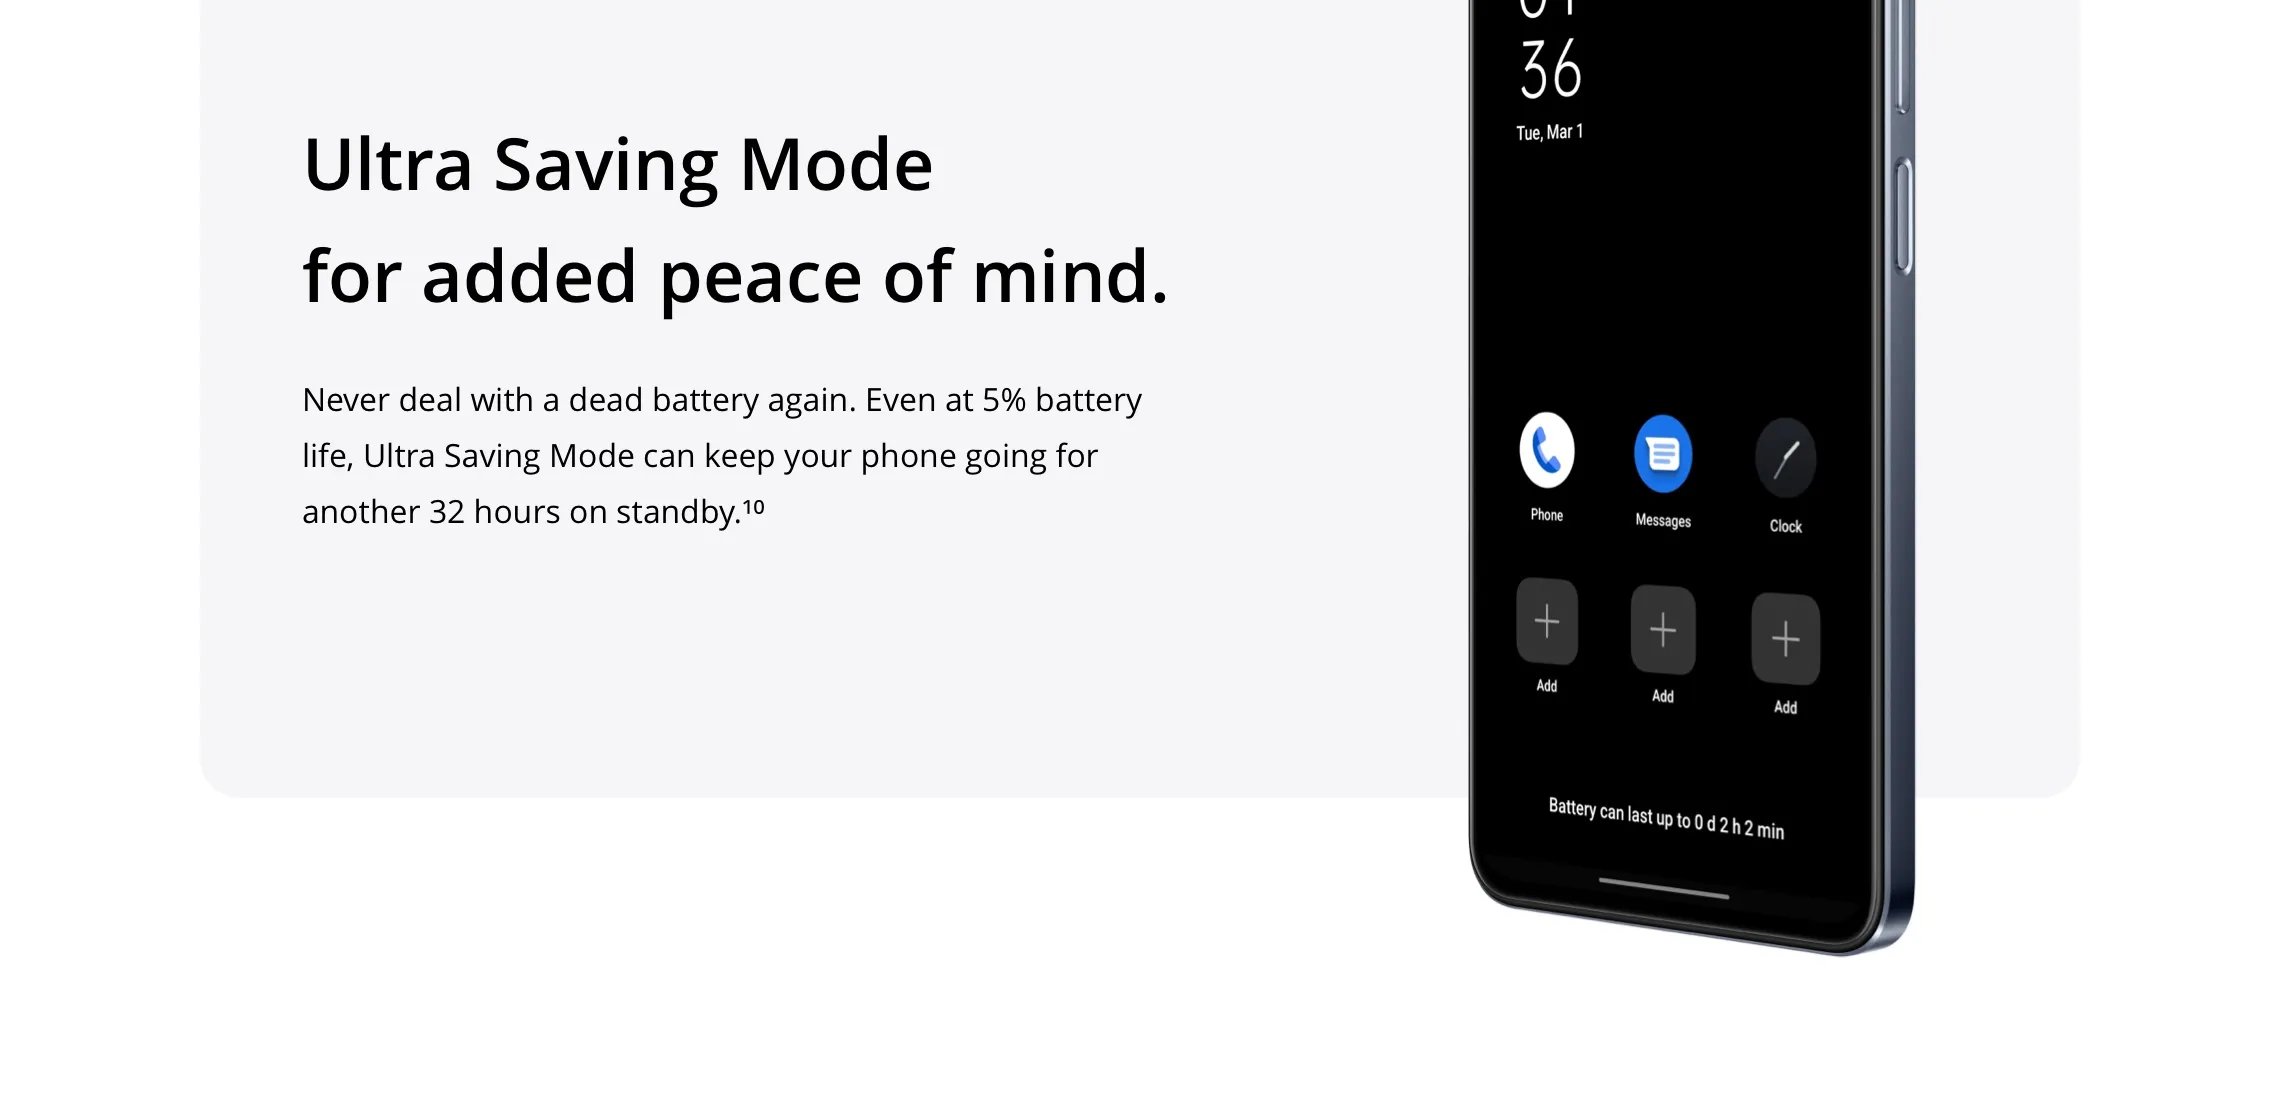 Ultra Saving Mode
for added peace of mind.
Never deal with a dead battery again. Even at 5% battery
life, Ultra Saving Mode can keep your phone going for
another 32 hours on standby.¹⁰
36
Tue, Mar 1
Phone
Messages
Clock
Add
Add
Add
Battery can last up to 0 d 2 h 2 min